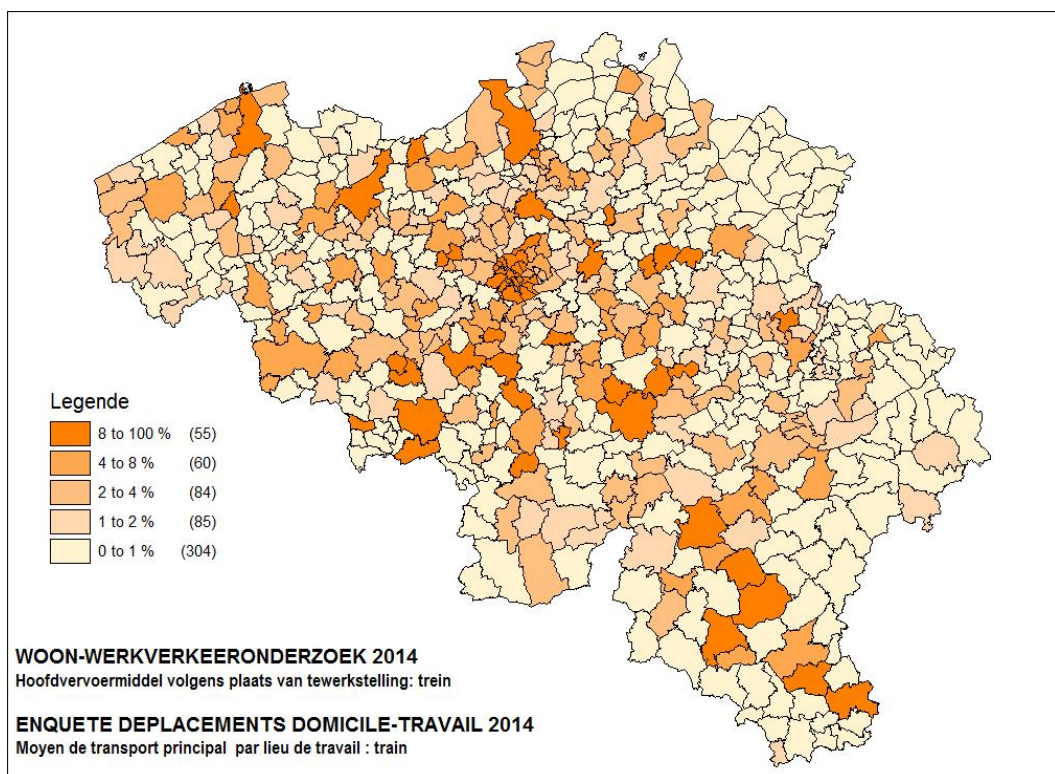 Legende
8 to 100 % (55)
4 to 8 % (60)
2 to 4 % (84)
1 to 2 % (85)
0 to 1 % (304)
WOON-WERKVERKEERONDERZOEK 2014
Hoofdvervoermiddel volgens plaats van tewerkstelling: trein
ENQUETE DEPLACEMENTS DOMICILE-TRAVAIL 2014
Moyen de transport principal par lieu de travail : train